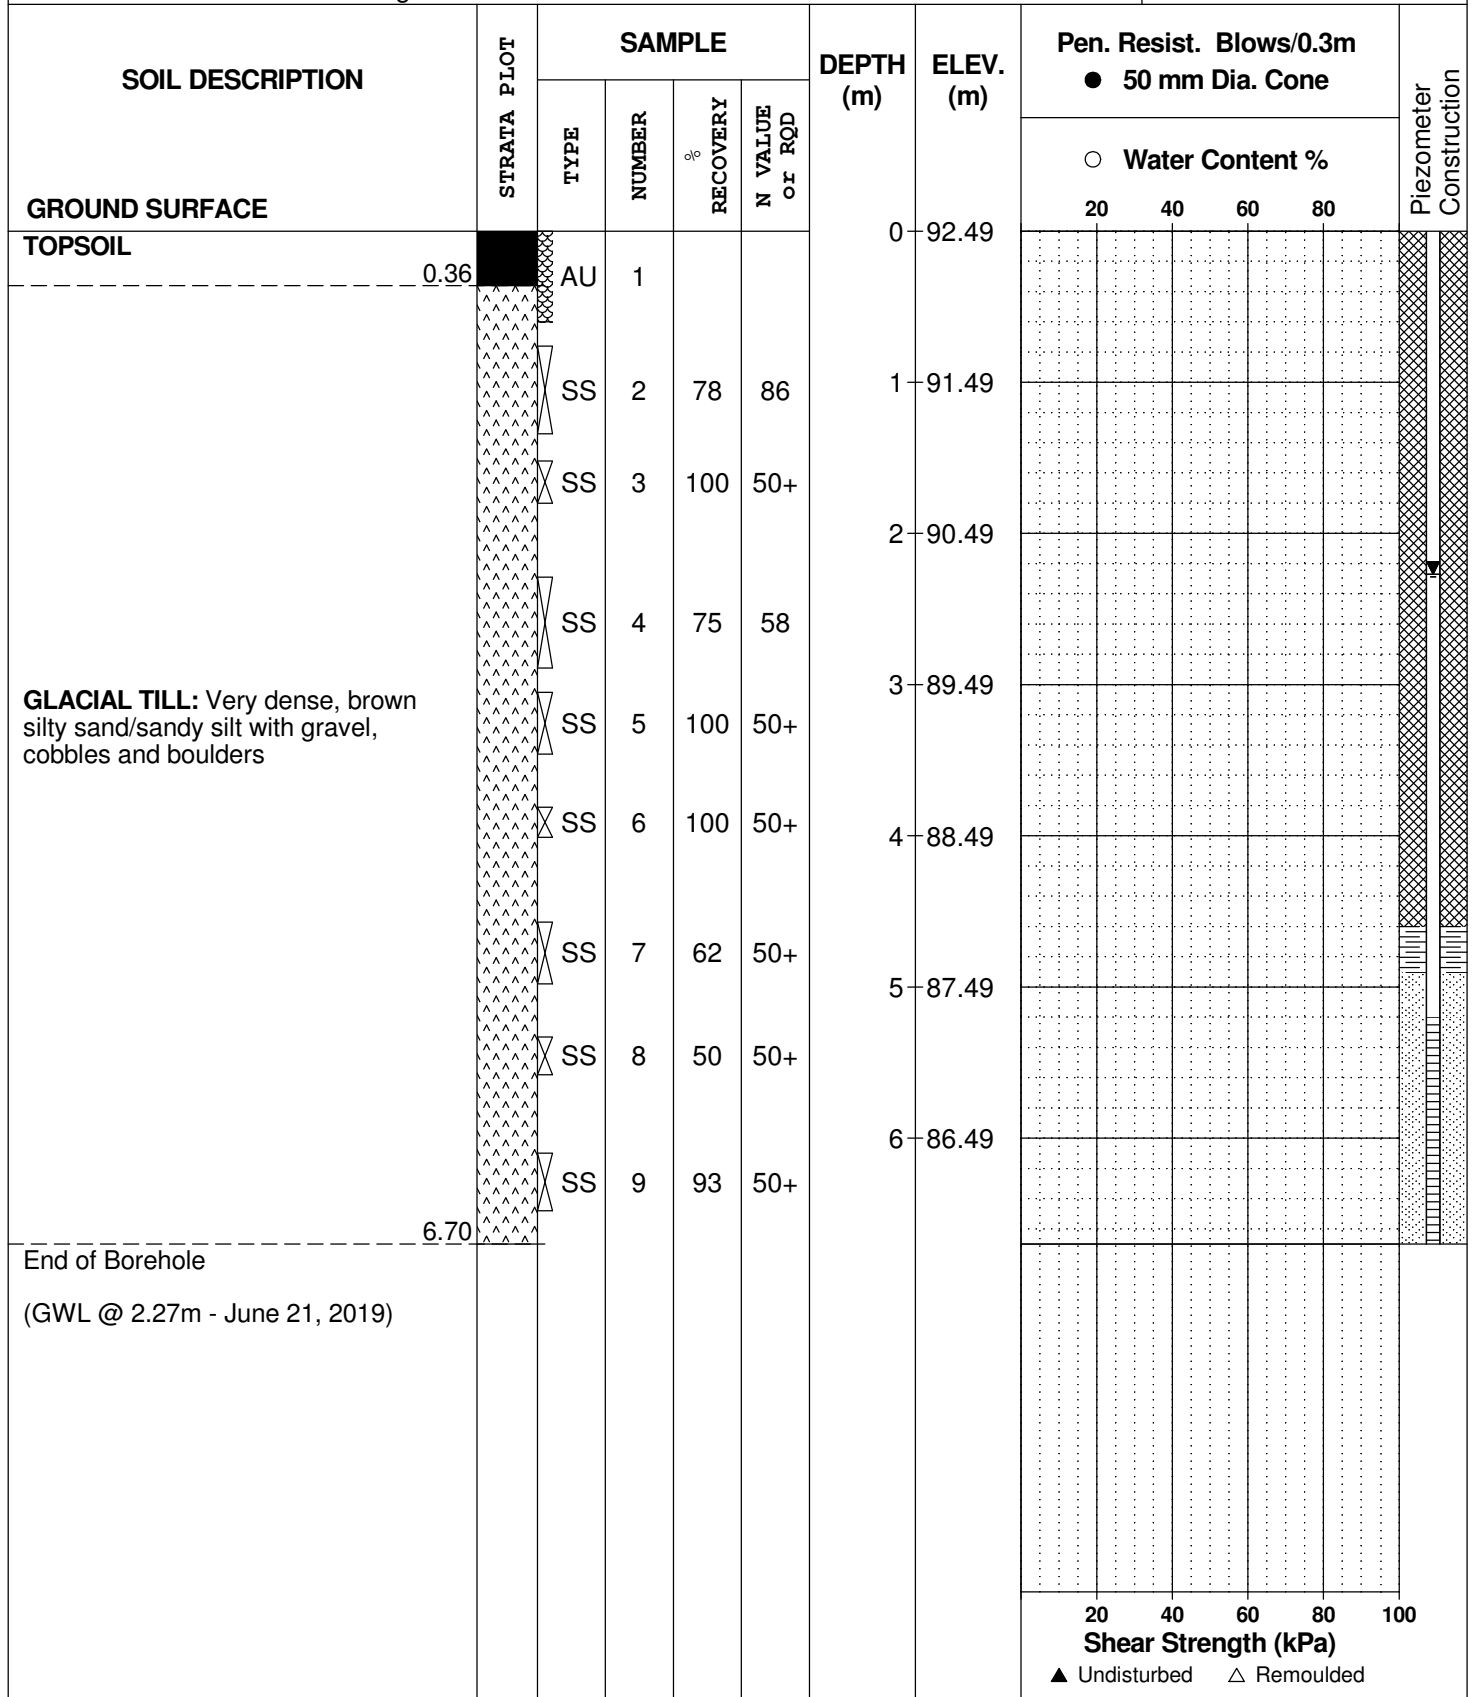 SOIL DESCRIPTION
GROUND SURFACE
STRATA PLOT
SAMPLE
TYPE
NUMBER
% RECOVERY
N VALUE or RQD
DEPTH (m)
ELEV. (m)
Pen. Resist. Blows/0.3m
● 50 mm Dia. Cone
○ Water Content %
20 40 60 80
Piezometer Construction
TOPSOIL
0.36
0 92.49
AU 1
SS 2 78 86
1 91.49
SS 3 100 50+
2 90.49
SS 4 75 58
3 89.49
GLACIAL TILL: Very dense, brown
silty sand/sandy silt with gravel,
cobbles and boulders
SS 5 100 50+
SS 6 100 50+
4 88.49
SS 7 62 50+
5 87.49
SS 8 50 50+
6 86.49
SS 9 93 50+
6.70
End of Borehole
(GWL @ 2.27m - June 21, 2019)
20 40 60 80 100
Shear Strength (kPa)
▲ Undisturbed △ Remoulded